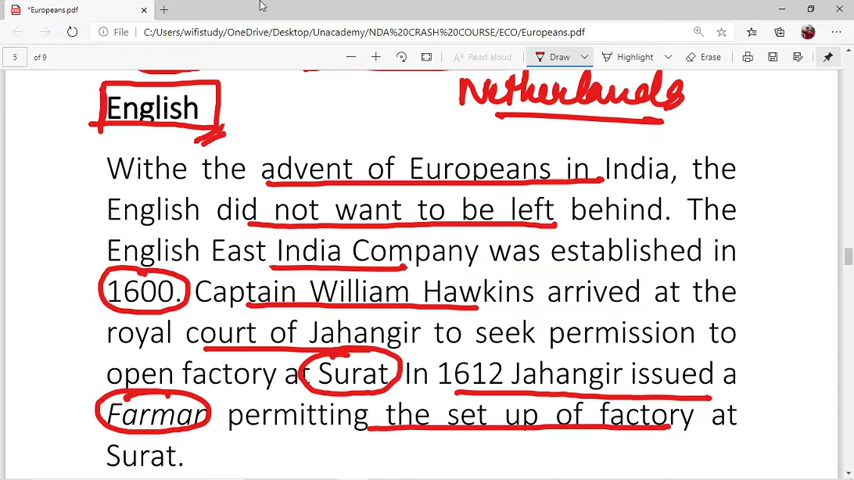 *Europeans.pdf
C:/Users/wifistudy/OneDrive/Desktop/Unacademy/NDA%20CRASH%20COURSE/ECO/Europeans.pdf
5 of 9
Read aloud
Draw
Highlight
Erase
Netherlands
English
Withe the advent of Europeans in India, the
English did not want to be left behind. The
English East India Company was established in
1600. Captain William Hawkins arrived at the
royal court of Jahangir to seek permission to
open factory at Surat. In 1612 Jahangir issued a
Farman permitting the set up of factory at
Surat.